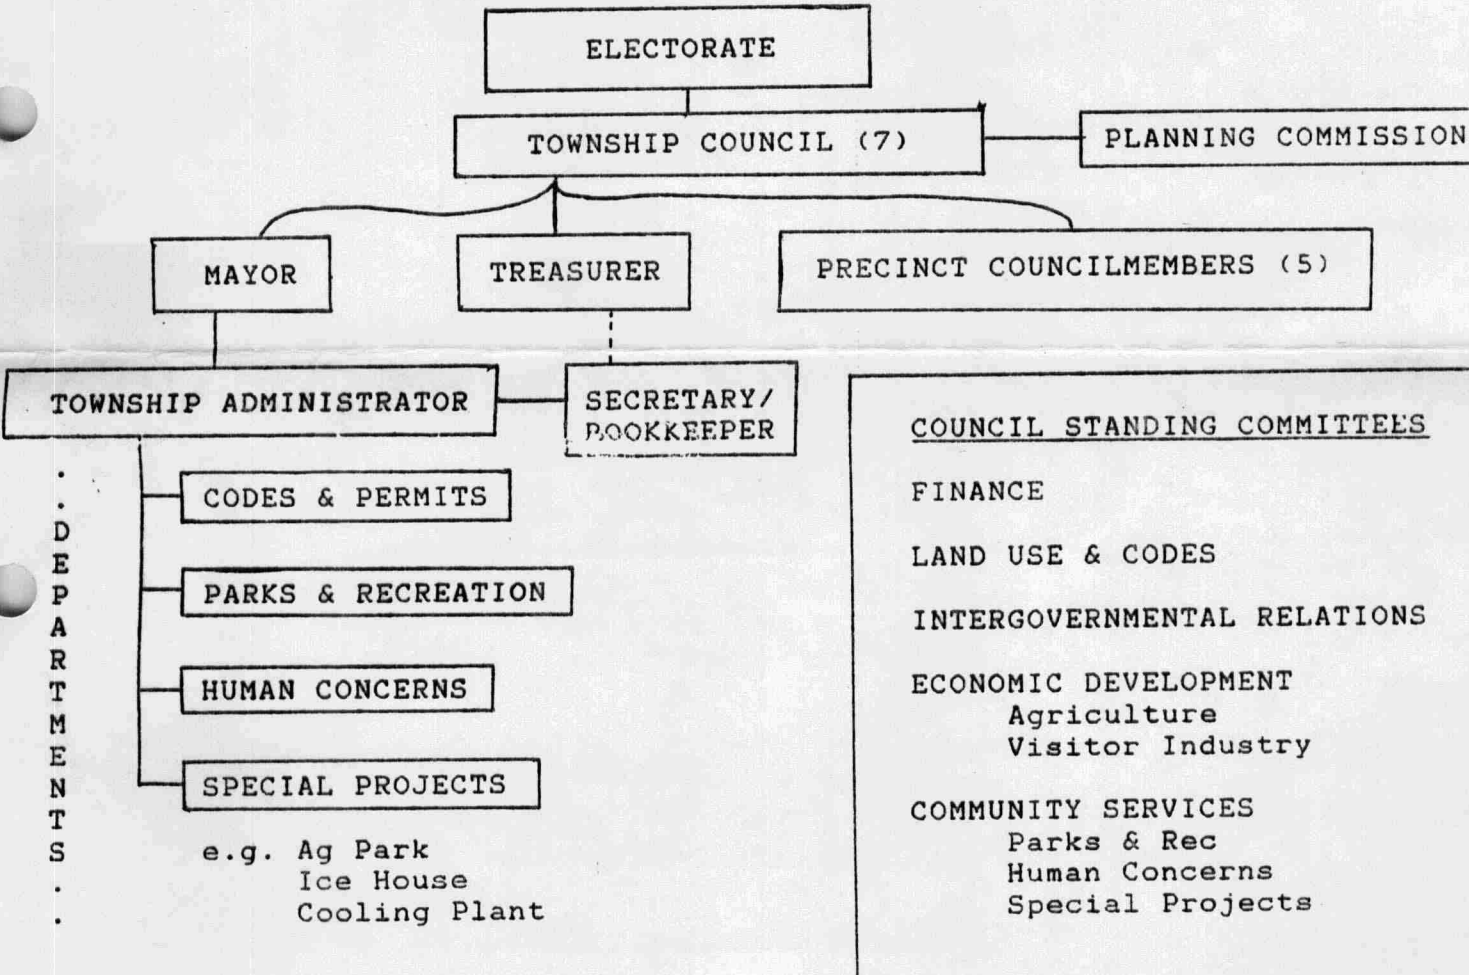 ELECTORATE
TOWNSHIP COUNCIL (7)
PLANNING COMMISSION
MAYOR
TREASURER
PRECINCT COUNCILMEMBERS (5)
TOWNSHIP ADMINISTRATOR
SECRETARY/
BOOKKEEPER
. . DEPARTMENTS . .
CODES & PERMITS
PARKS & RECREATION
HUMAN CONCERNS
SPECIAL PROJECTS
e.g. Ag Park
Ice House
Cooling Plant
COUNCIL STANDING COMMITTEES
FINANCE
LAND USE & CODES
INTERGOVERNMENTAL RELATIONS
ECONOMIC DEVELOPMENT
Agriculture
Visitor Industry
COMMUNITY SERVICES
Parks & Rec
Human Concerns
Special Projects